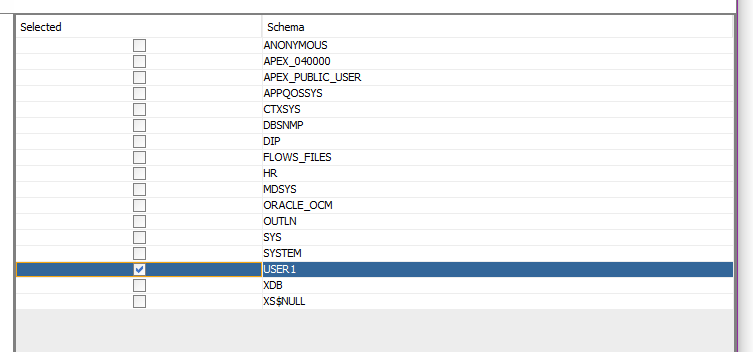 Selected Schema
ANONYMOUS
APEX_040000
APEX_PUBLIC_USER
APPQOSSYS
CTXSYS
DBSNMP
DIP
FLOWS_FILES
HR
MDSYS
ORACLE_OCM
OUTLN
SYS
SYSTEM
USER1
XDB
XS$NULL